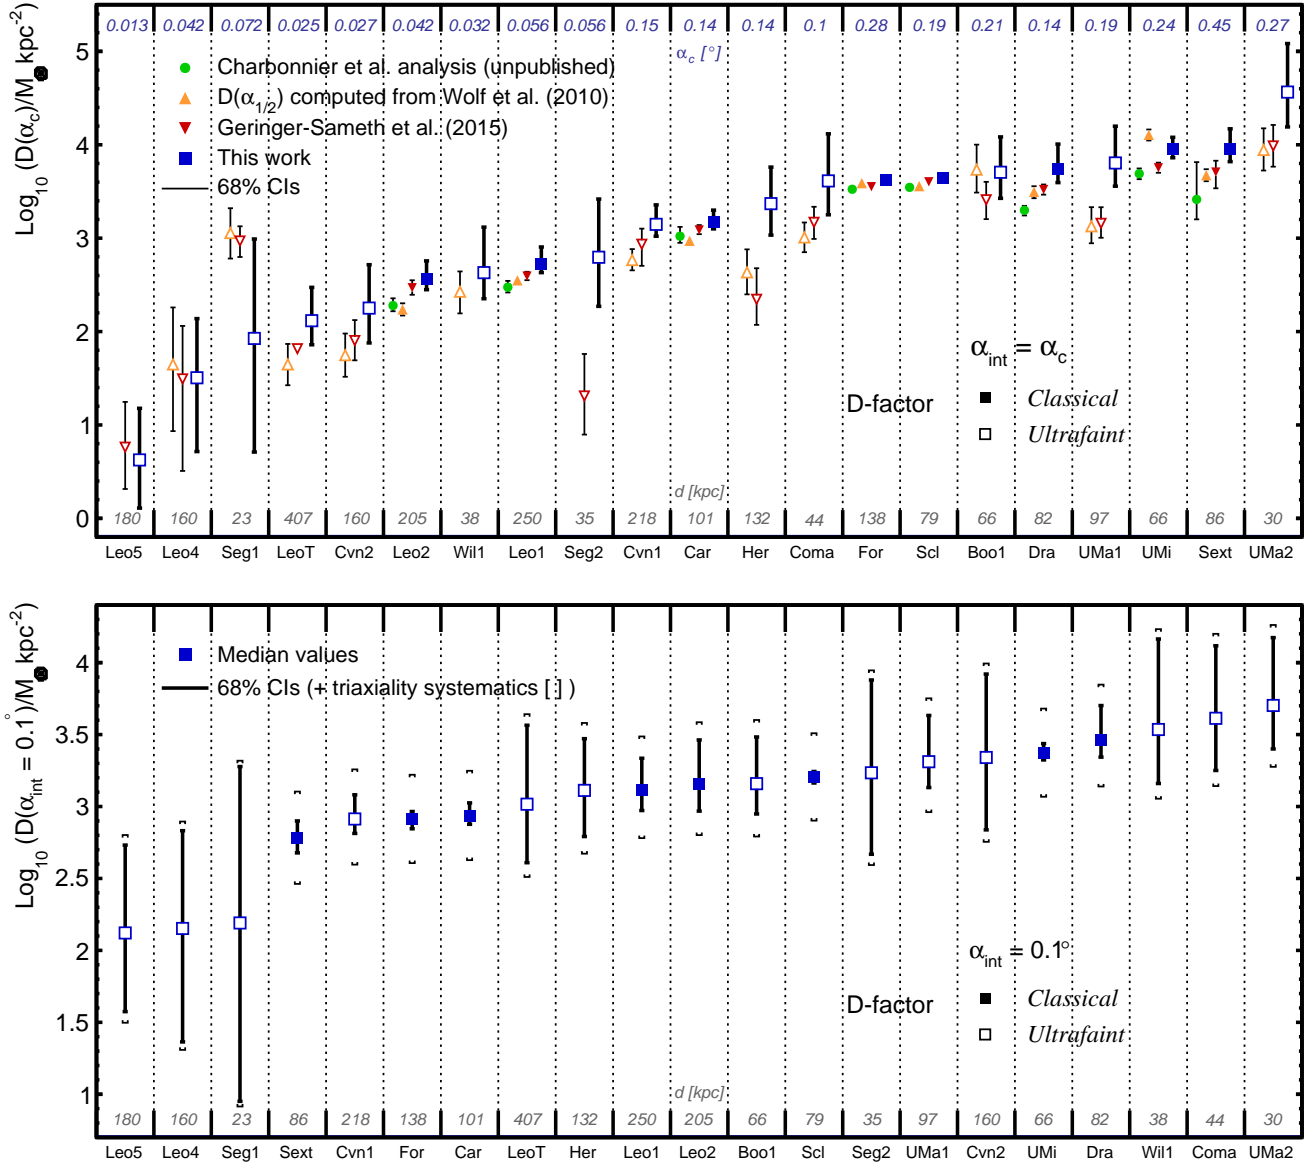 0.013 0.042 0.072 0.025 0.027 0.042 0.032 0.056 0.056 0.15 0.14 0.14 0.1 0.28 0.19 0.21 0.14 0.19 0.24 0.45 0.27
α_c [°]
Log₁₀ (D(α_c)/M⊙ kpc⁻²)
5
4
3
2
1
0
Charbonnier et al. analysis (unpublished)
D(α_{1/2}) computed from Wolf et al. (2010)
Geringer-Sameth et al. (2015)
This work
68% CIs
α_int = α_c
D-factor
Classical
Ultrafaint
d [kpc]
180 160 23 407 160 205 38 250 35 218 101 132 44 138 79 66 82 97 66 86 30
Leo5 Leo4 Seg1 LeoT Cvn2 Leo2 Wil1 Leo1 Seg2 Cvn1 Car Her Coma For Scl Boo1 Dra UMa1 UMi Sext UMa2
Log₁₀ (D(α_int = 0.1°)/M⊙ kpc⁻²)
4
3.5
3
2.5
2
1.5
1
Median values
68% CIs (+ triaxiality systematics [ ] )
α_int = 0.1°
D-factor
Classical
Ultrafaint
d [kpc]
180 160 23 86 218 138 101 407 132 250 205 66 79 35 97 160 66 82 38 44 30
Leo5 Leo4 Seg1 Sext Cvn1 For Car LeoT Her Leo1 Leo2 Boo1 Scl Seg2 UMa1 Cvn2 UMi Dra Wil1 Coma UMa2